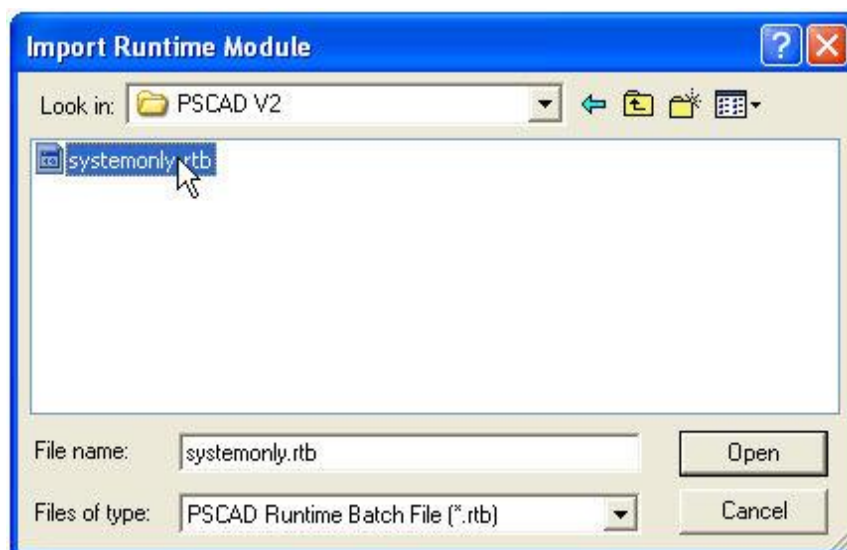 Import Runtime Module
Look in: PSCAD V2
systemonly.rtb
File name: systemonly.rtb Open
Files of type: PSCAD Runtime Batch File (*.rtb) Cancel